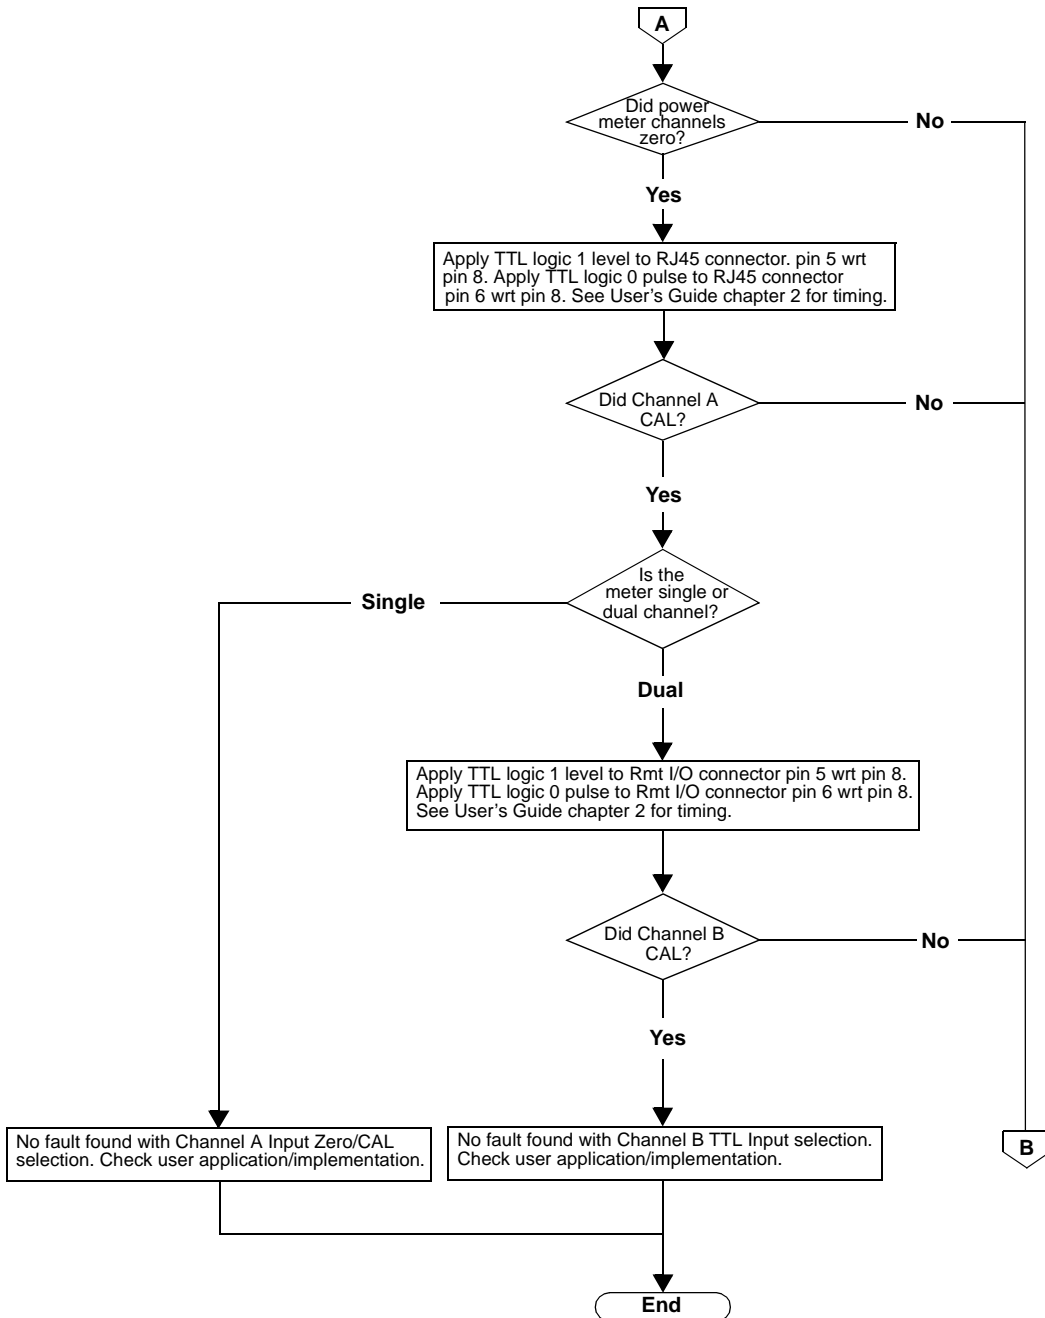 A
Did power
meter channels
zero?
No
Yes
Apply TTL logic 1 level to RJ45 connector. pin 5 wrt
pin 8. Apply TTL logic 0 pulse to RJ45 connector
pin 6 wrt pin 8. See User's Guide chapter 2 for timing.
Did Channel A
CAL?
No
Yes
Is the
meter single or
dual channel?
Single
Dual
Apply TTL logic 1 level to Rmt I/O connector pin 5 wrt pin 8.
Apply TTL logic 0 pulse to Rmt I/O connector pin 6 wrt pin 8.
See User's Guide chapter 2 for timing.
Did Channel B
CAL?
No
Yes
No fault found with Channel A Input Zero/CAL
selection. Check user application/implementation.
No fault found with Channel B TTL Input selection.
Check user application/implementation.
B
End